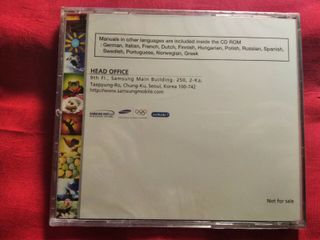 Manuals in other languages are included inside the CD ROM
: German, Italian, French, Dutch, Finnish, Hungarian, Polish, Russian, Spanish,
Swedish, Portuguese, Norwegian, Greek
HEAD OFFICE
9th Fl., Samsung Main Building. 250, 2-Ka,
Taepyung-Ro, Chung-Ku, Seoul, Korea 100-742
http://www.samsungmobile.com
Not for sale